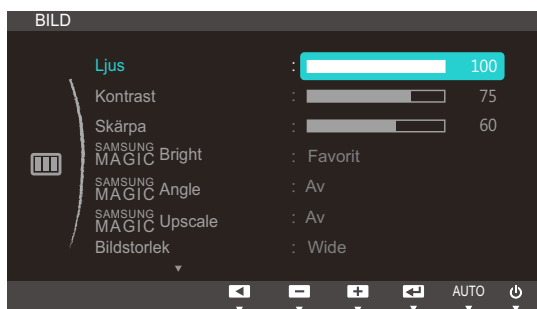 BILD
Ljus : 100
Kontrast : 75
Skärpa : 60
SAMSUNG MAGIC Bright : Favorit
SAMSUNG MAGIC Angle : Av
SAMSUNG MAGIC Upscale : Av
Bildstorlek : Wide
AUTO